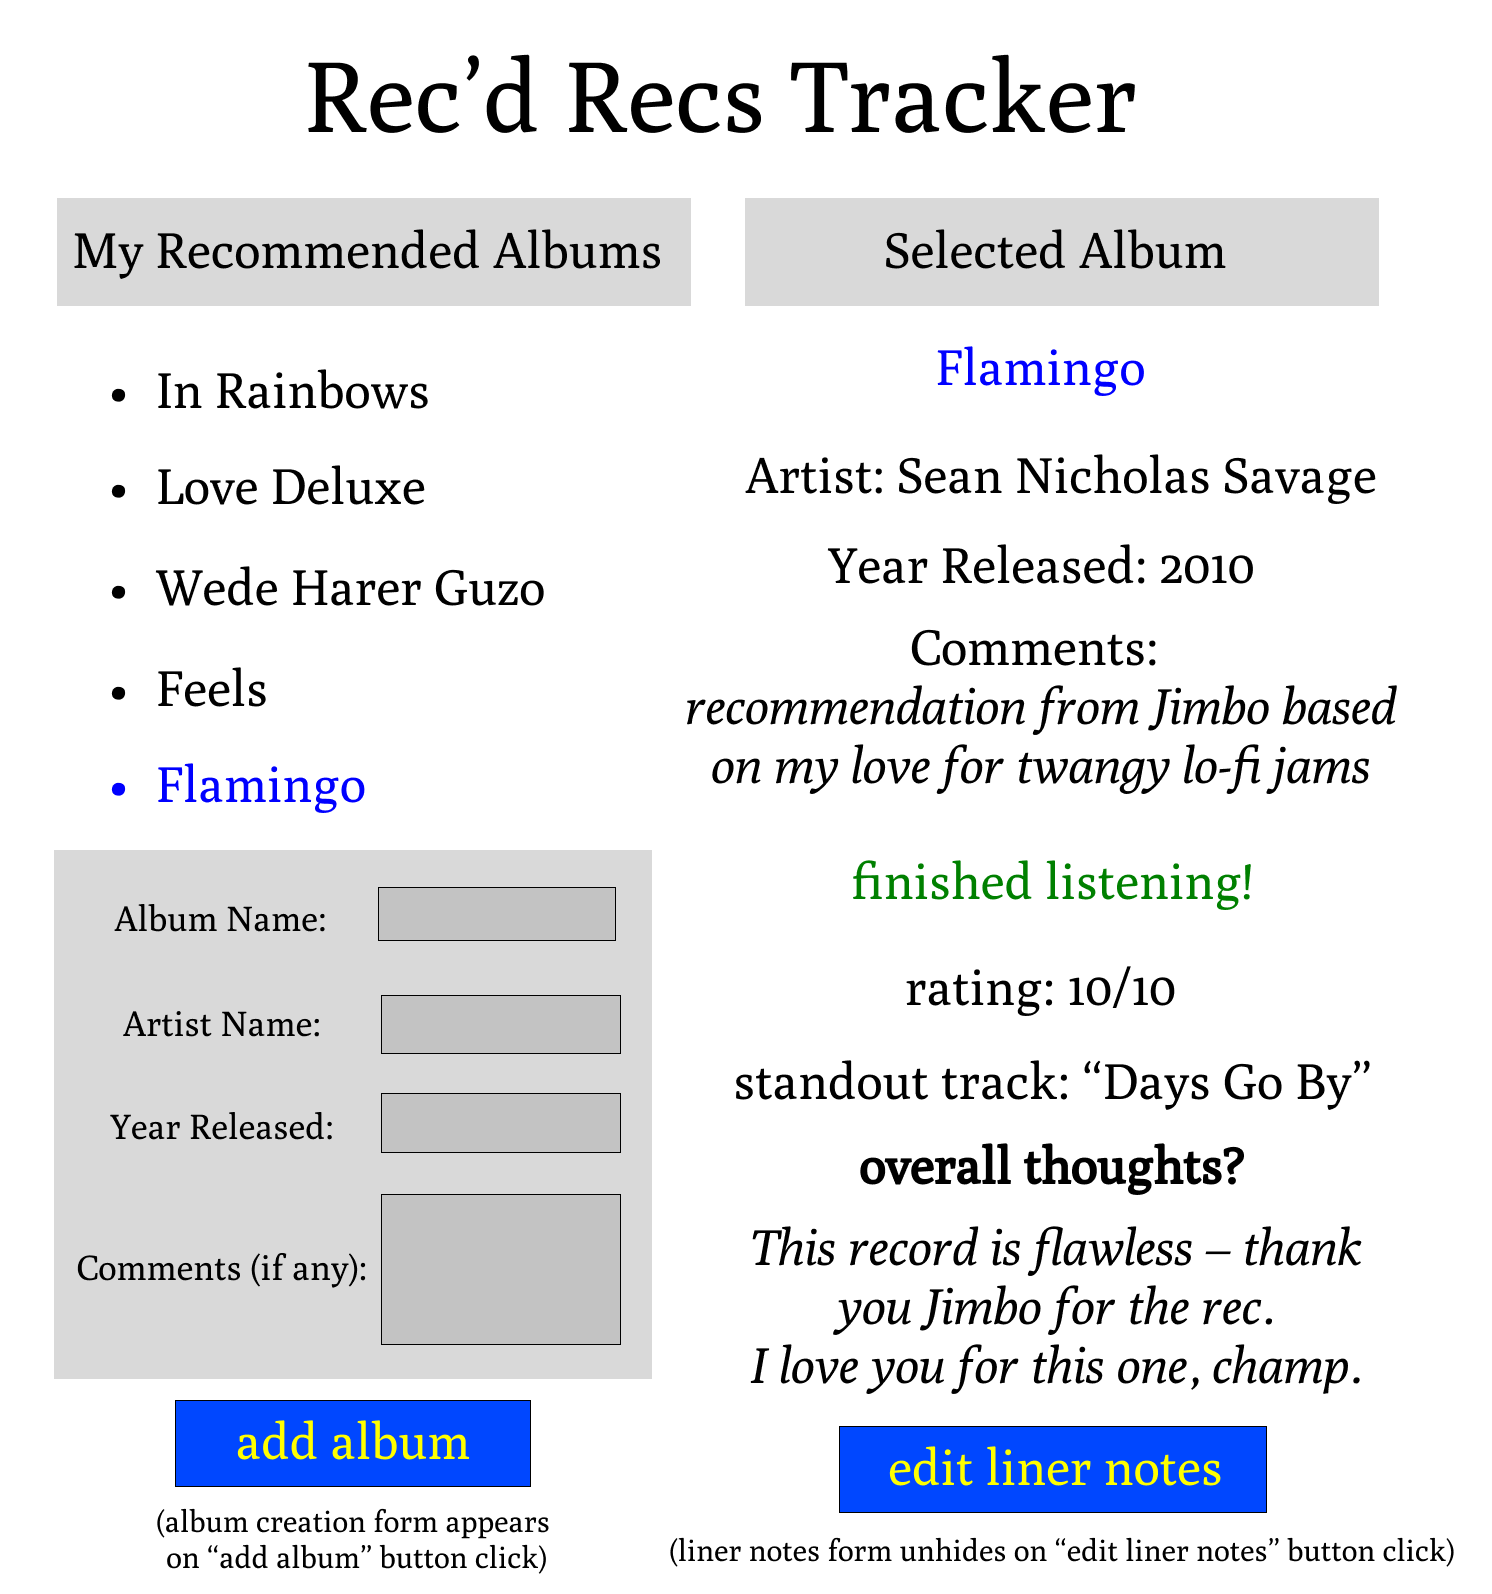 Rec’d Recs Tracker
My Recommended Albums
• In Rainbows
• Love Deluxe
• Wede Harer Guzo
• Feels
• Flamingo
Album Name:
Artist Name:
Year Released:
Comments (if any):
add album
(album creation form appears
on “add album” button click)
Selected Album
Flamingo
Artist: Sean Nicholas Savage
Year Released: 2010
Comments:
recommendation from Jimbo based
on my love for twangy lo-fi jams
finished listening!
rating: 10/10
standout track: “Days Go By”
overall thoughts?
This record is flawless – thank
you Jimbo for the rec.
I love you for this one, champ.
edit liner notes
(liner notes form unhides on “edit liner notes” button click)